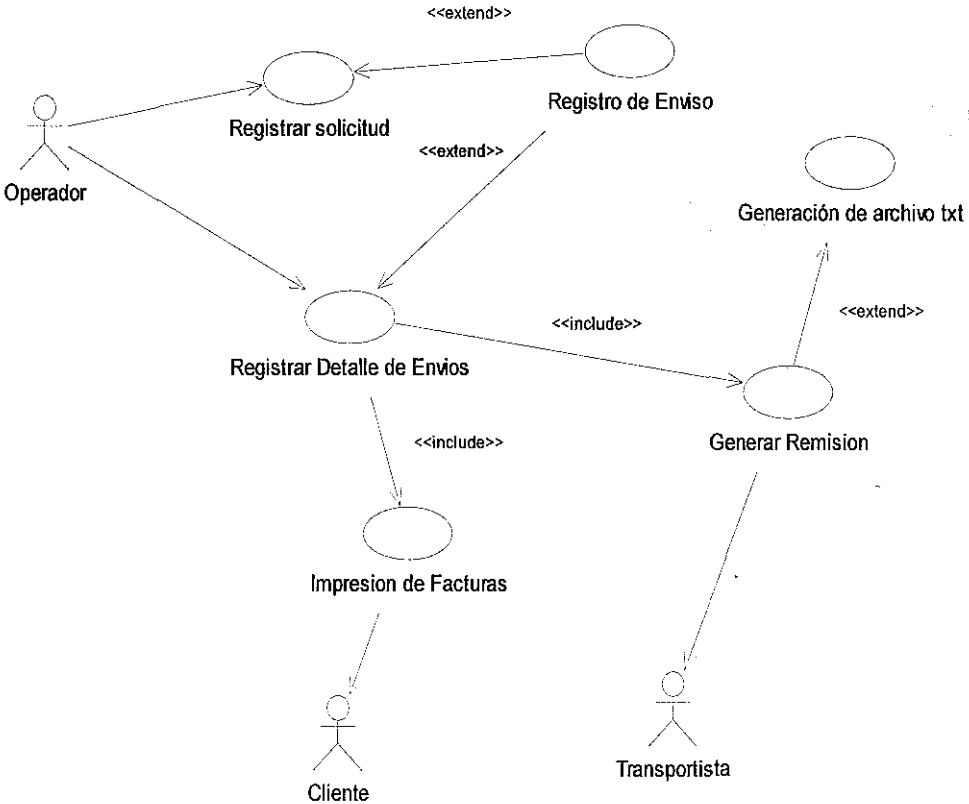 <<extend>>
Registro de Enviso
Registrar solicitud
<<extend>>
Operador
Generación de archivo txt
<<extend>>
<<include>>
Registrar Detalle de Envios
Generar Remision
<<include>>
Impresion de Facturas
Transportista
Cliente